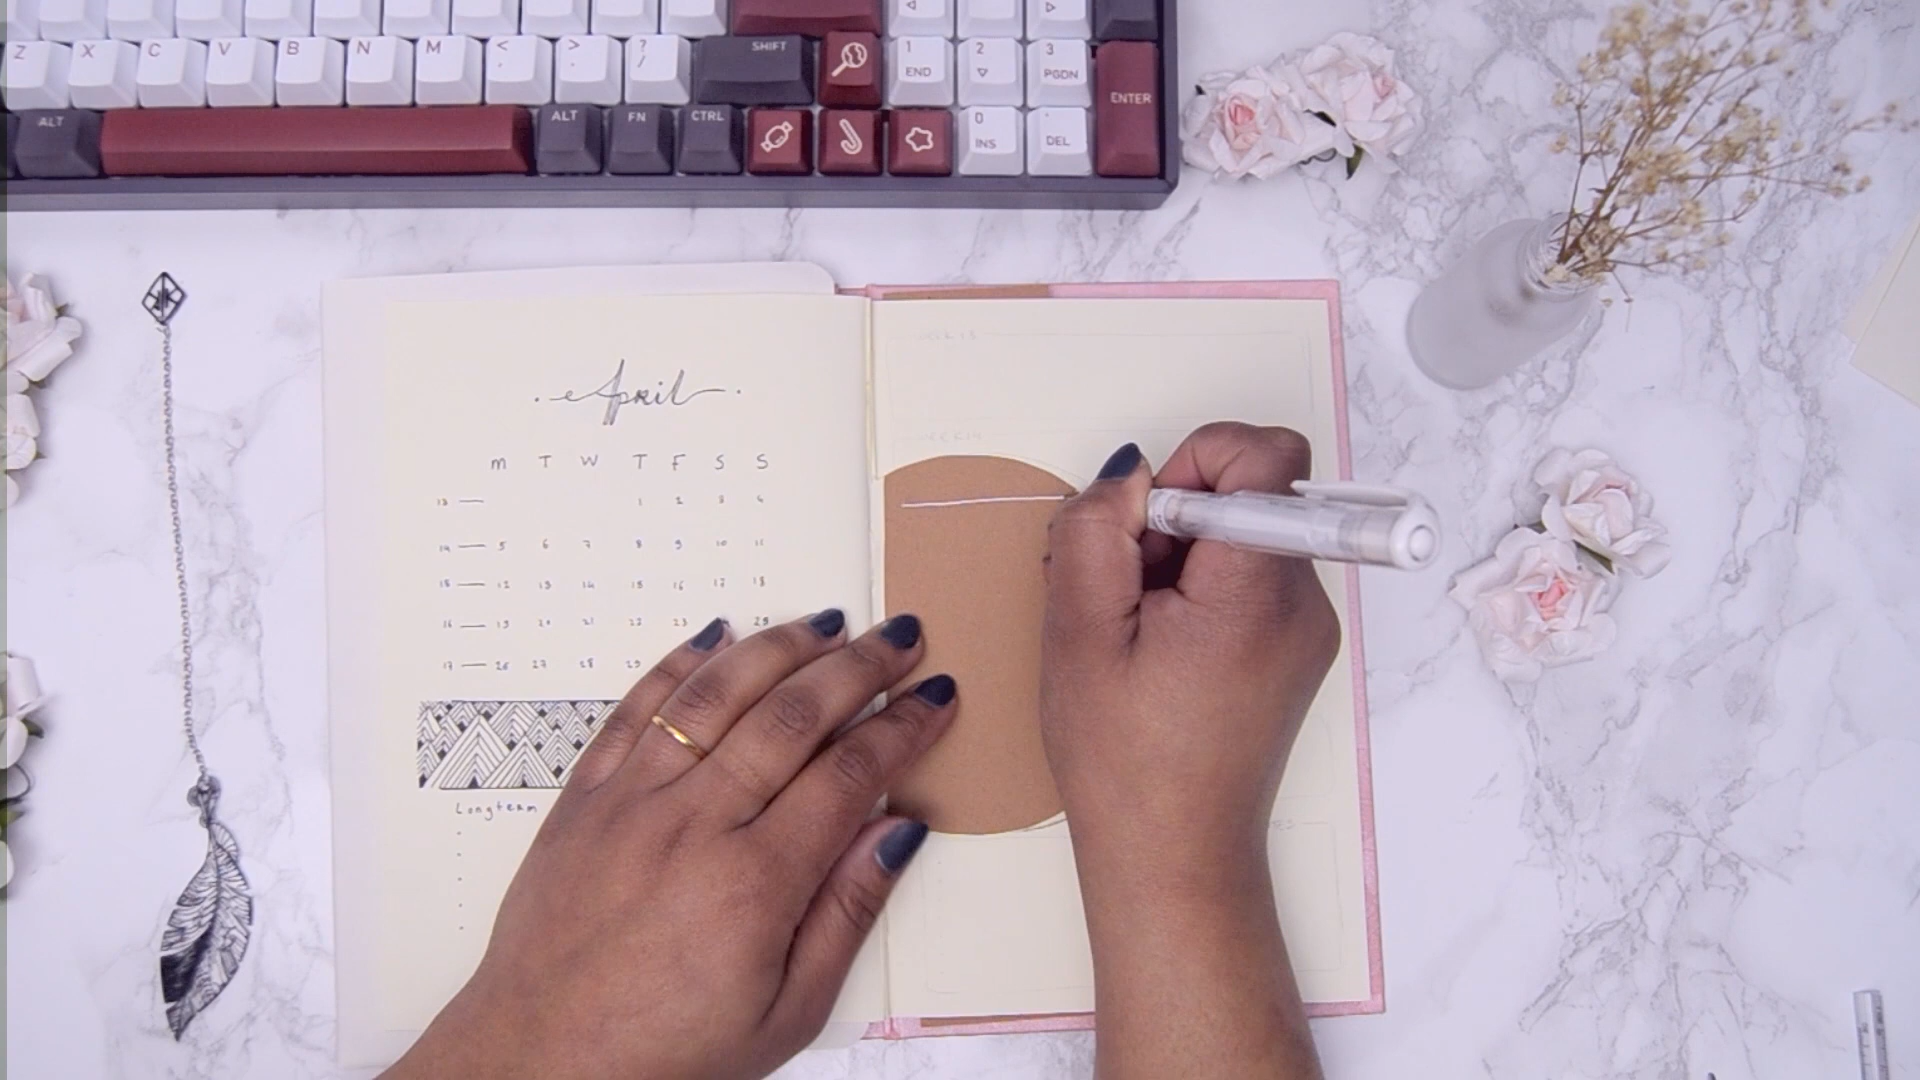 Z X C V B N M < , > . ? / SHIFT 1 END 2 3 PGDN
ENTER
ALT ALT FN CTRL 0 INS . DEL
April
M T W T F S S
13 1 2 3 4
14 5 6 7 8 9 10 11
15 12 13 14 15 16 17 18
16 19 20 21 22 23 25
17 26 27 28 29
Longterm